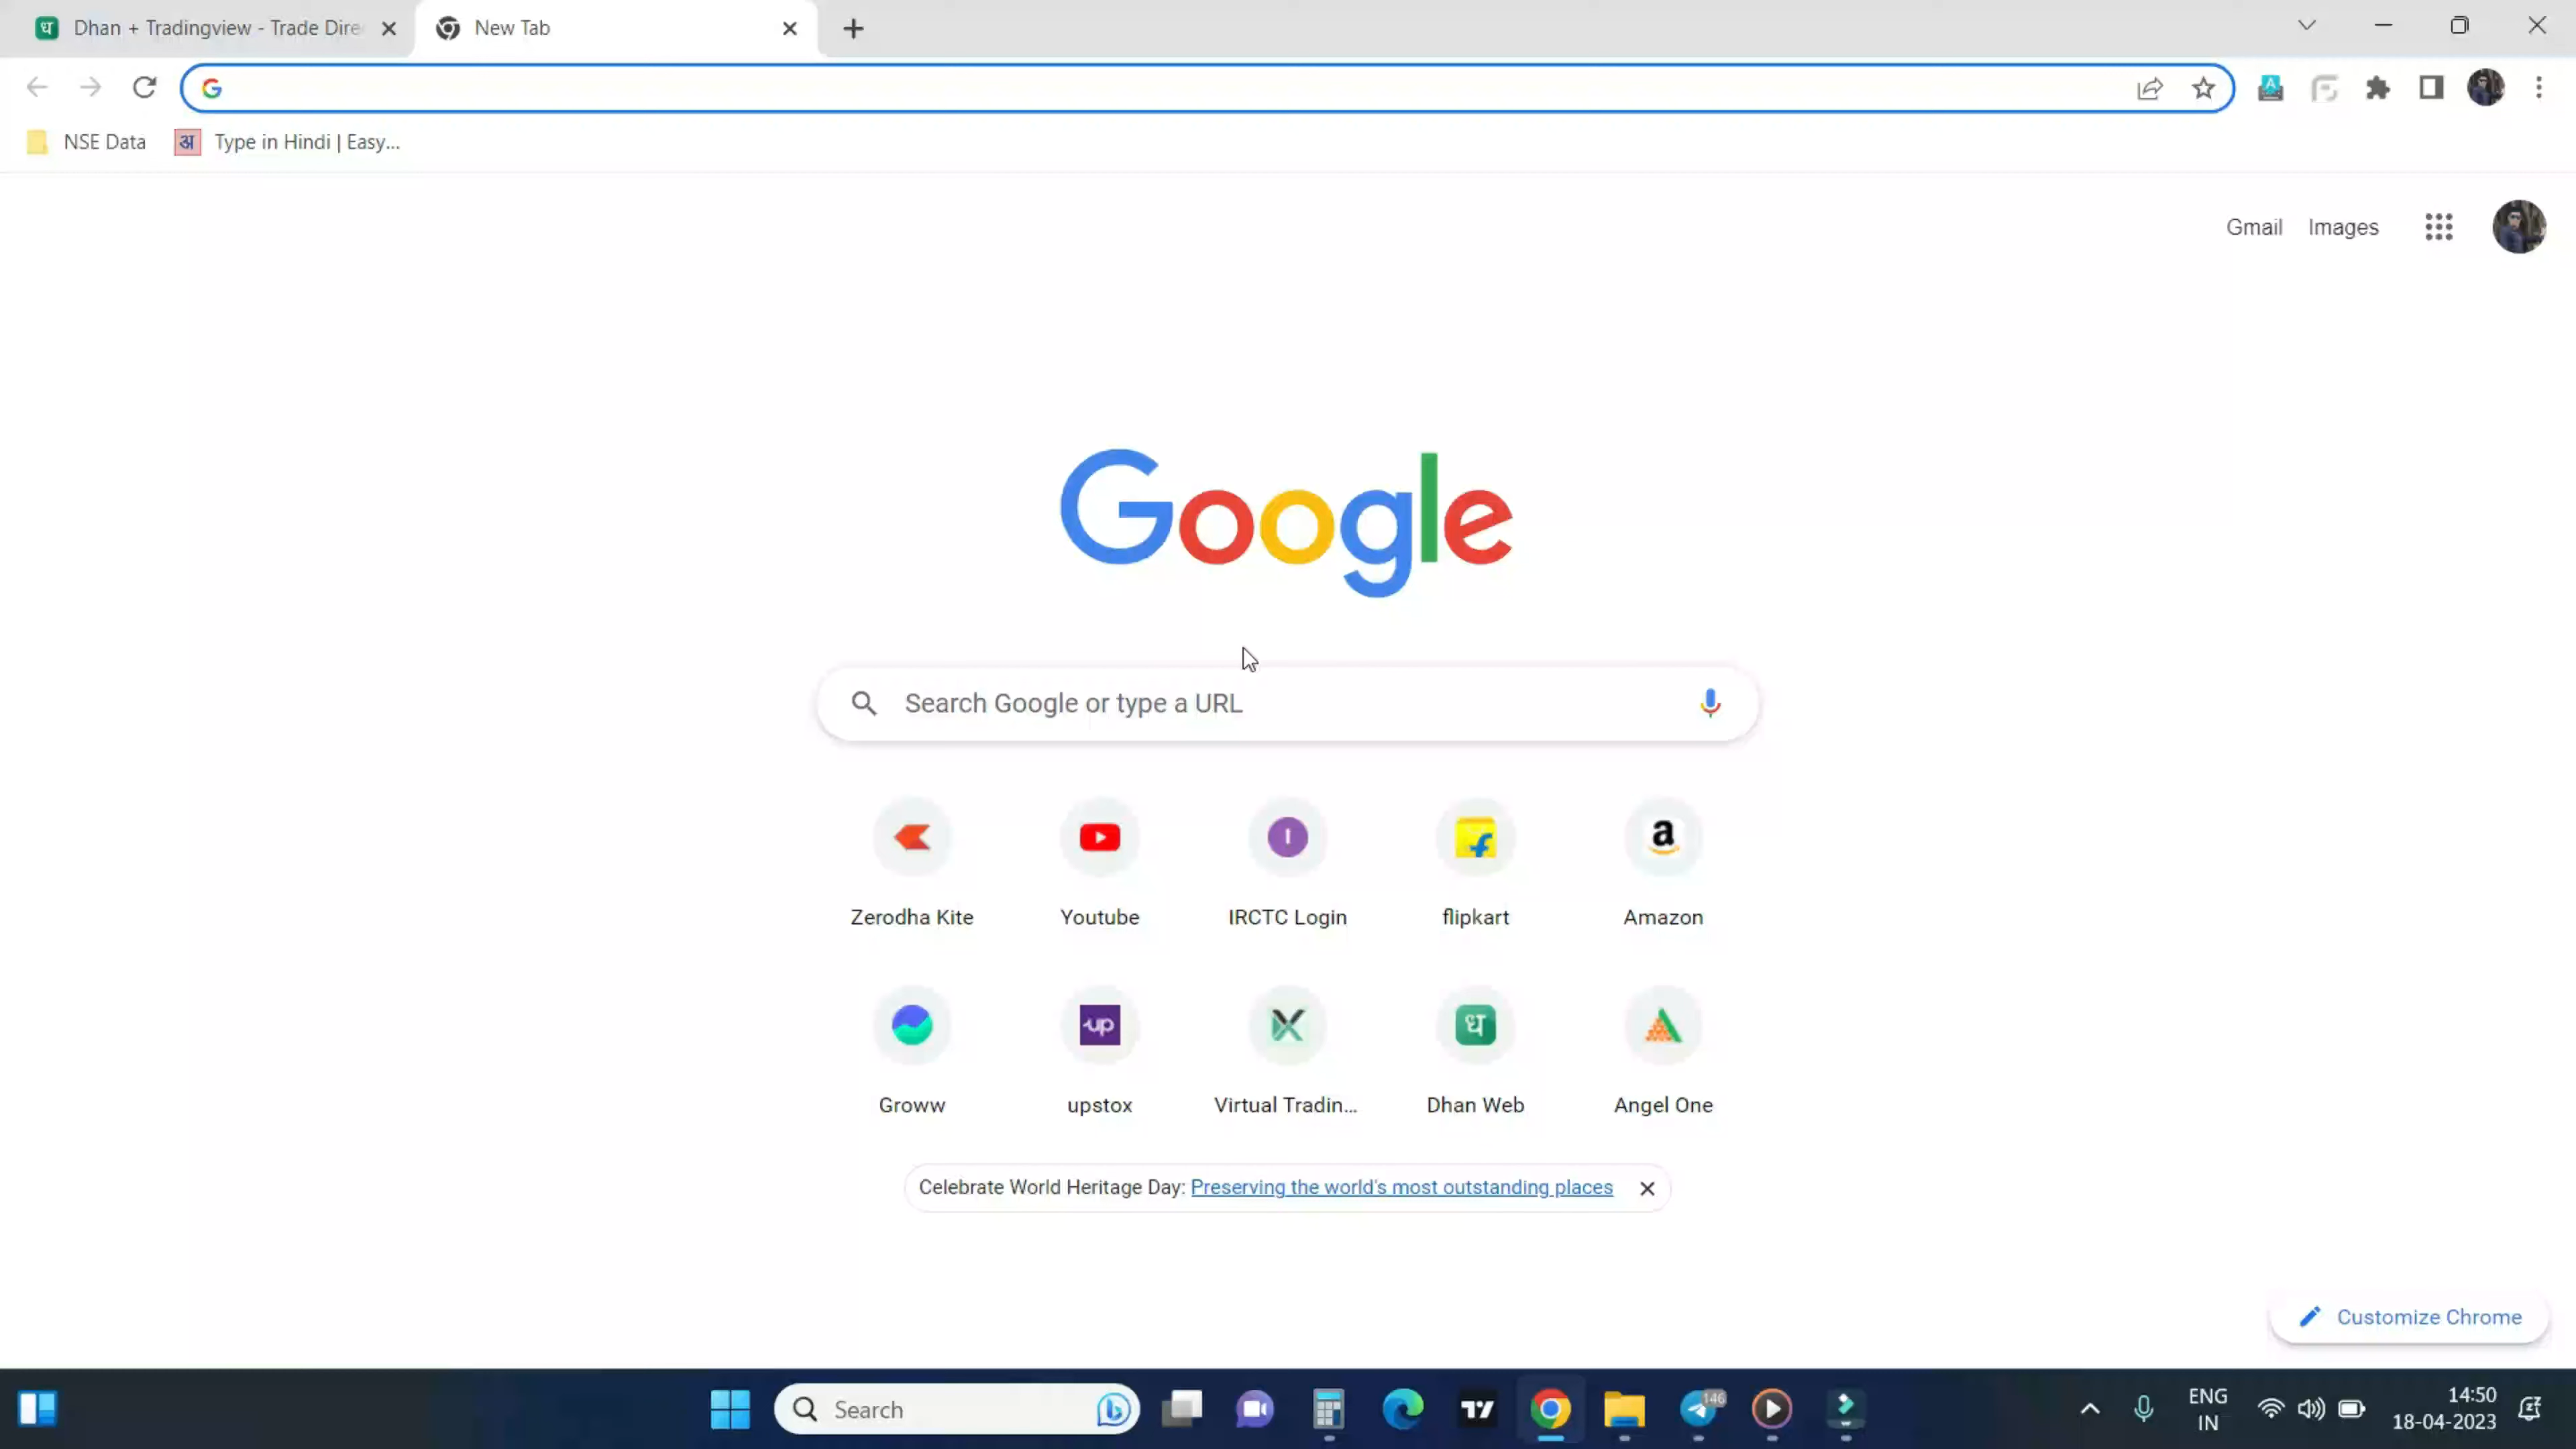 Dhan + Tradingview - Trade Dire
New Tab
NSE Data
अ
Type in Hindi | Easy...
Gmail
Images
Google
Search Google or type a URL
Zerodha Kite
Youtube
IRCTC Login
flipkart
Amazon
Groww
upstox
Virtual Tradin...
Dhan Web
Angel One
Celebrate World Heritage Day: Preserving the world's most outstanding places
Customize Chrome
Search
146
ENG
IN
14:50
18-04-2023